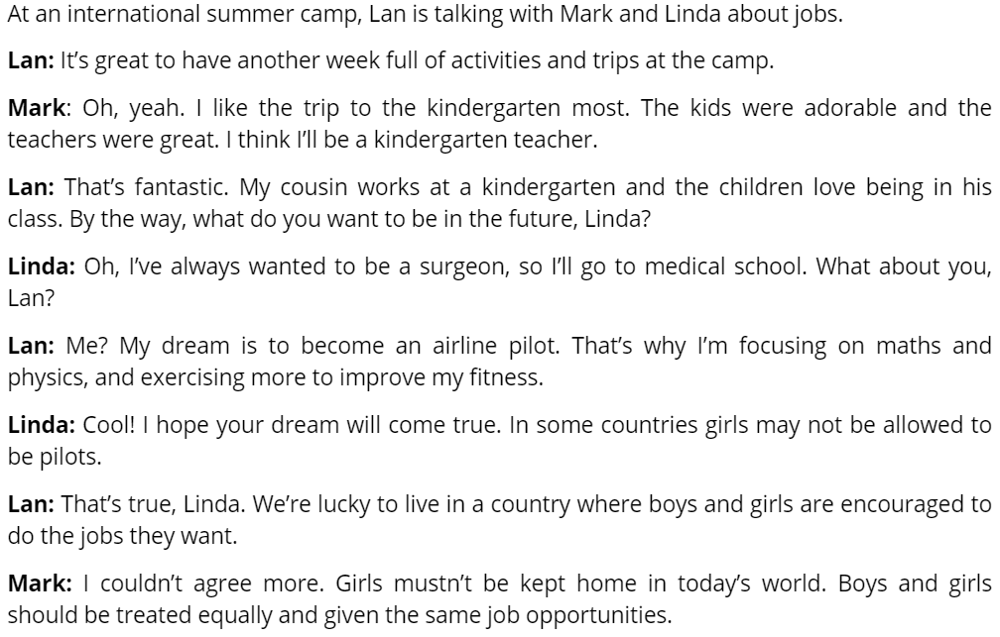 At an international summer camp, Lan is talking with Mark and Linda about jobs.
Lan: It’s great to have another week full of activities and trips at the camp.
Mark: Oh, yeah. I like the trip to the kindergarten most. The kids were adorable and the
teachers were great. I think I’ll be a kindergarten teacher.
Lan: That’s fantastic. My cousin works at a kindergarten and the children love being in his
class. By the way, what do you want to be in the future, Linda?
Linda: Oh, I’ve always wanted to be a surgeon, so I’ll go to medical school. What about you,
Lan?
Lan: Me? My dream is to become an airline pilot. That’s why I’m focusing on maths and
physics, and exercising more to improve my fitness.
Linda: Cool! I hope your dream will come true. In some countries girls may not be allowed to
be pilots.
Lan: That’s true, Linda. We’re lucky to live in a country where boys and girls are encouraged to
do the jobs they want.
Mark: I couldn’t agree more. Girls mustn’t be kept home in today’s world. Boys and girls
should be treated equally and given the same job opportunities.